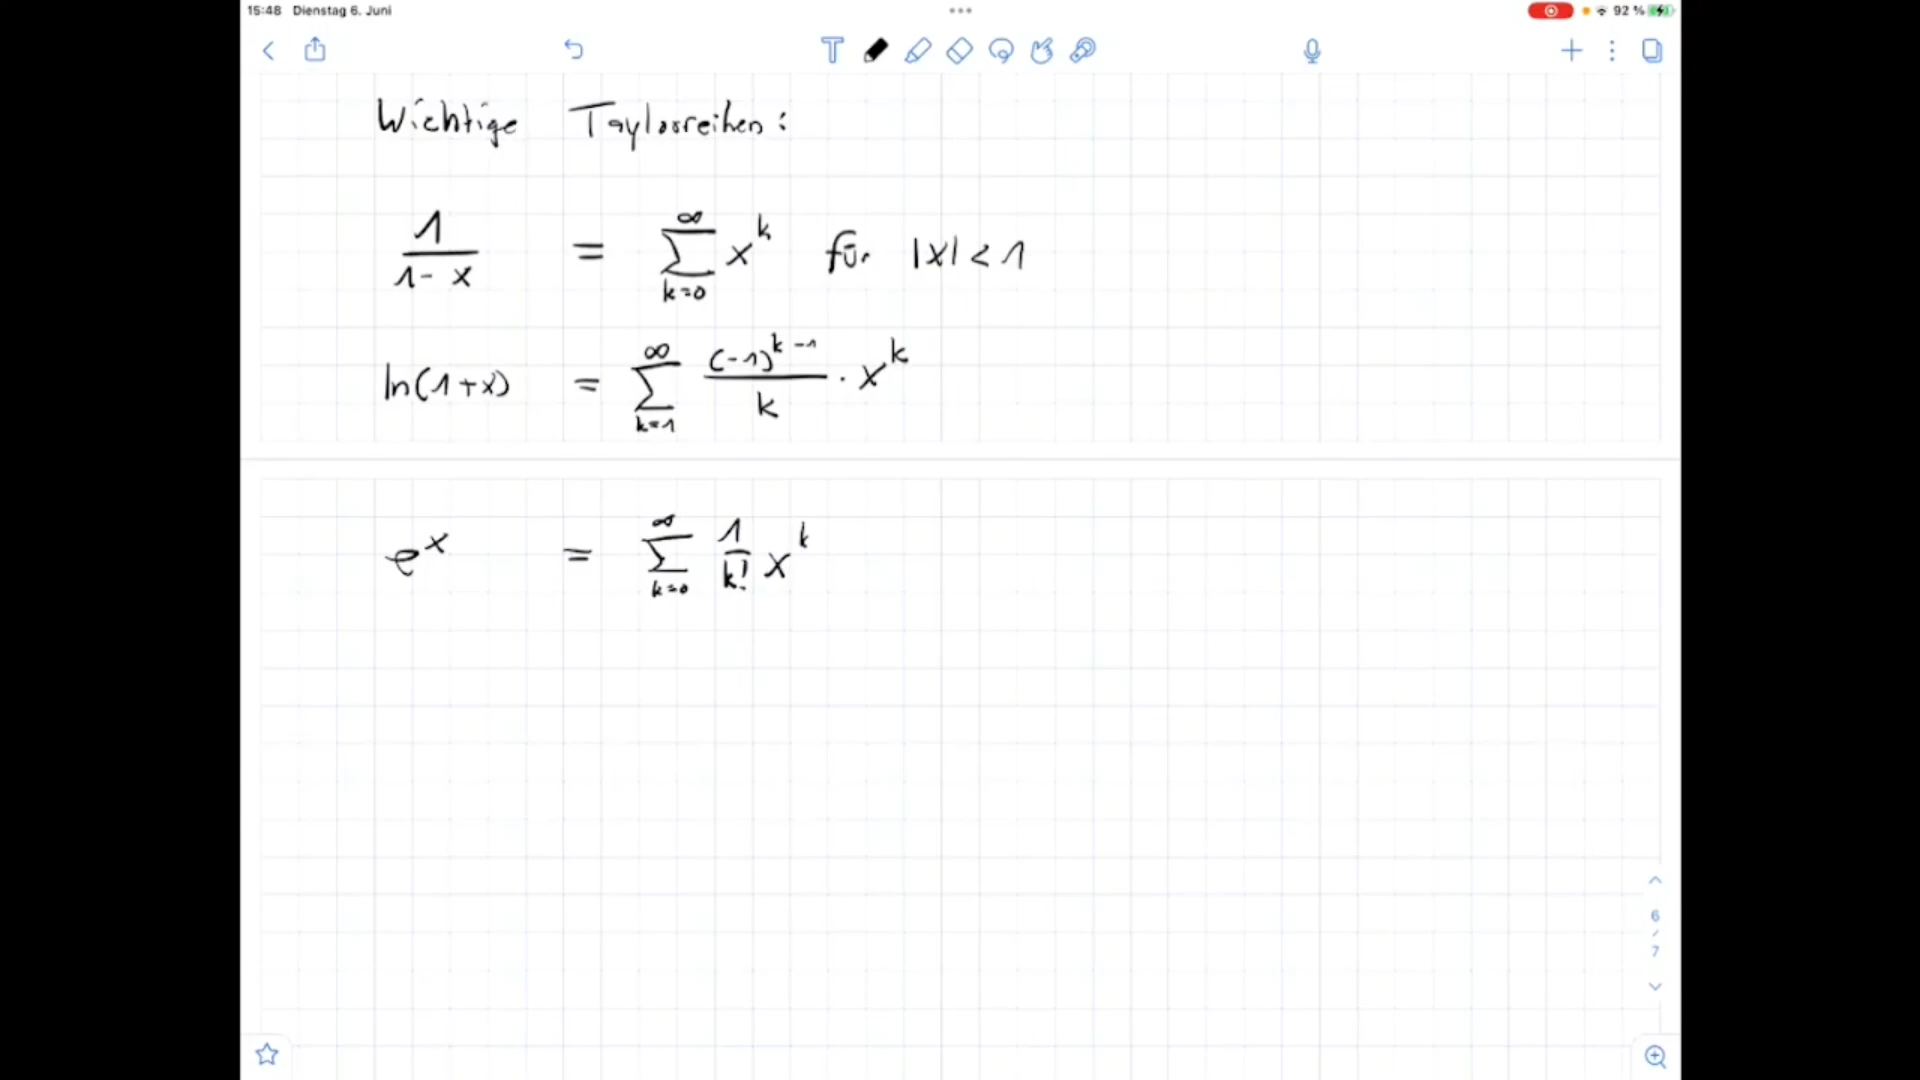 15:48 Dienstag 6. Juni 92 %
Wichtige Taylorreihen:
1/(1-x) = ∑_{k=0}^{∞} x^k für |x| < 1
ln(1+x) = ∑_{k=1}^{∞} (-1)^{k-1}/k · x^k
e^x = ∑_{k=0}^{∞} 1/k! x^k
6
/
7